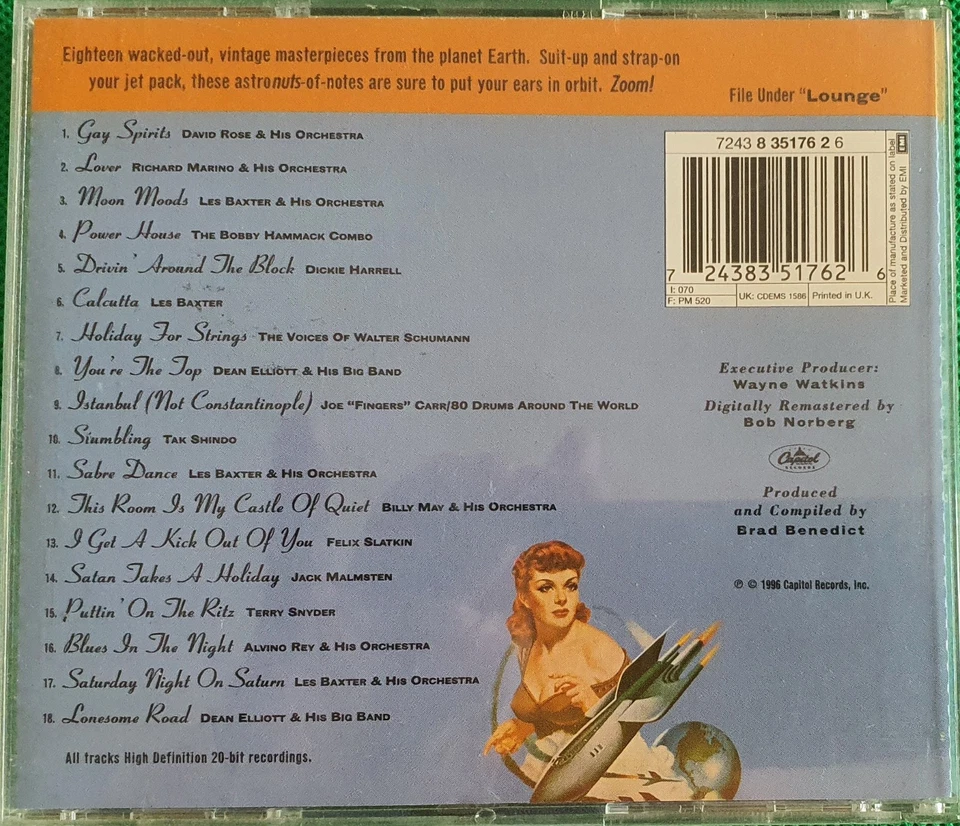 Eighteen wacked-out, vintage masterpieces from the planet Earth. Suit-up and strap-on
your jet pack, these astronuts-of-notes are sure to put your ears in orbit. Zoom!
File Under "Lounge"
1. Gay Spirits DAVID ROSE & HIS ORCHESTRA
2. Lover RICHARD MARINO & HIS ORCHESTRA
3. Moon Moods LES BAXTER & HIS ORCHESTRA
4. Power House THE BOBBY HAMMACK COMBO
5. Drivin' Around The Block DICKIE HARRELL
6. Calcutta LES BAXTER
7. Holiday For Strings THE VOICES OF WALTER SCHUMANN
8. You're The Top DEAN ELLIOTT & HIS BIG BAND
9. Istanbul (Not Constantinople) JOE "FINGERS" CARR/80 DRUMS AROUND THE WORLD
10. Stumbling TAK SHINDO
11. Sabre Dance LES BAXTER & HIS ORCHESTRA
12. This Room Is My Castle Of Quiet BILLY MAY & HIS ORCHESTRA
13. I Get A Kick Out Of You FELIX SLATKIN
14. Satan Takes A Holiday JACK MALMSTEN
15. Puttin' On The Ritz TERRY SNYDER
16. Blues In The Night ALVINO REY & HIS ORCHESTRA
17. Saturday Night On Saturn LES BAXTER & HIS ORCHESTRA
18. Lonesome Road DEAN ELLIOTT & HIS BIG BAND
All tracks High Definition 20-bit recordings.
7243 8 35176 2 6
7 24383 51762 6
I: 070
F: PM 520
UK: CDEMS 1586
Printed in U.K.
Place of manufacture as stated on label
Marketed and Distributed by EMI
EMI
Executive Producer:
Wayne Watkins
Digitally Remastered by
Bob Norberg
Capitol
RECORDS
Produced
and Compiled by
Brad Benedict
℗ © 1996 Capitol Records, Inc.